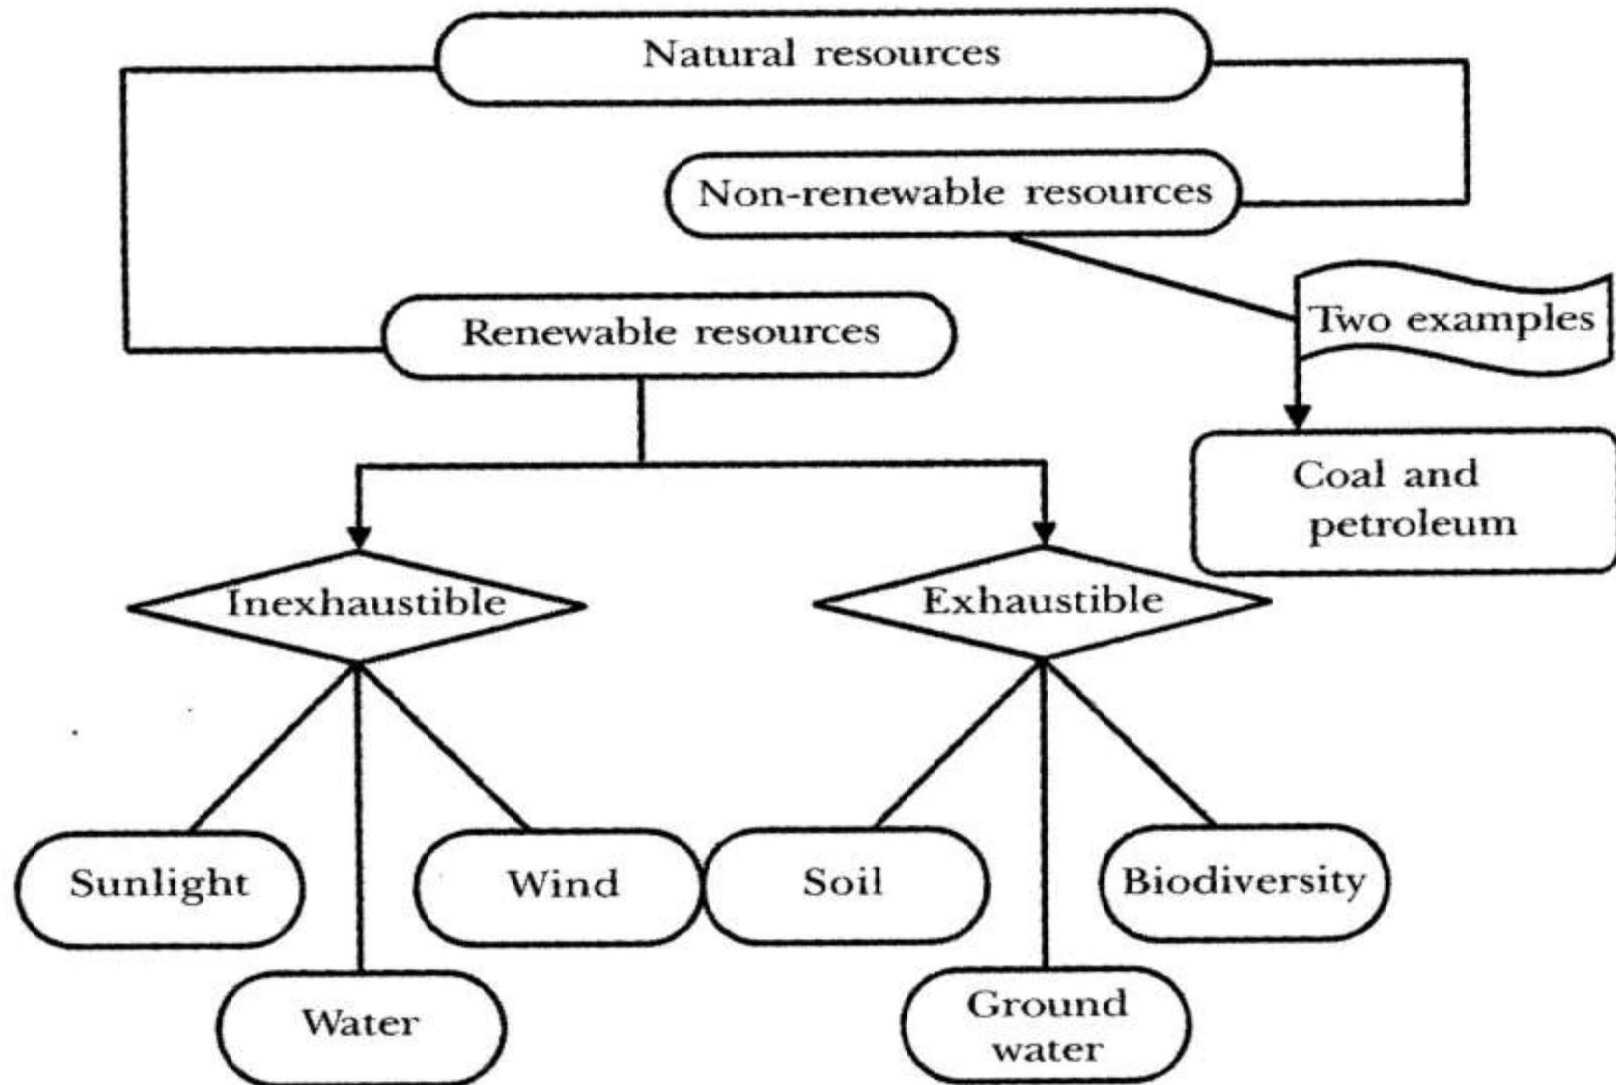 Natural resources
Non-renewable resources
Two examples
Renewable resources
Coal and
petroleum
Inexhaustible
Exhaustible
Sunlight
Wind
Soil
Biodiversity
Water
Ground
water